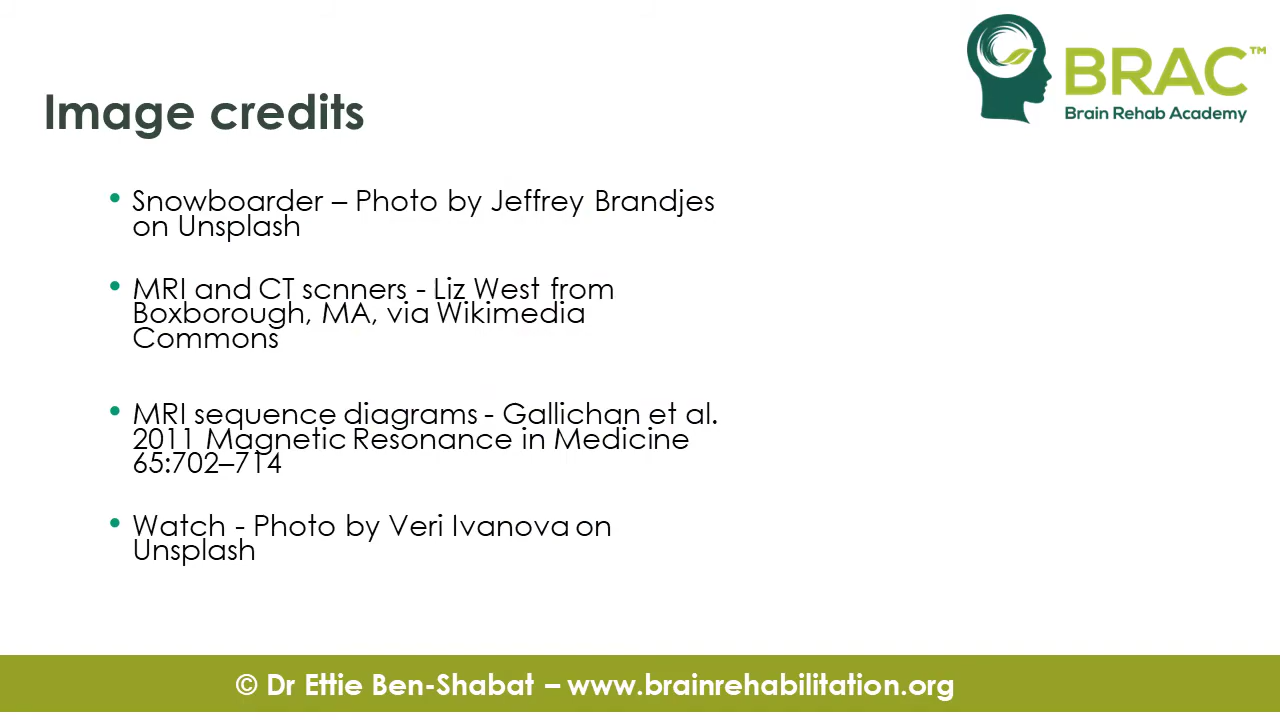 BRAC™
Brain Rehab Academy
Image credits
• Snowboarder – Photo by Jeffrey Brandjes
on Unsplash
• MRI and CT scnners - Liz West from
Boxborough, MA, via Wikimedia
Commons
• MRI sequence diagrams - Gallichan et al.
2011 Magnetic Resonance in Medicine
65:702–714
• Watch - Photo by Veri Ivanova on
Unsplash
© Dr Ettie Ben-Shabat – www.brainrehabilitation.org